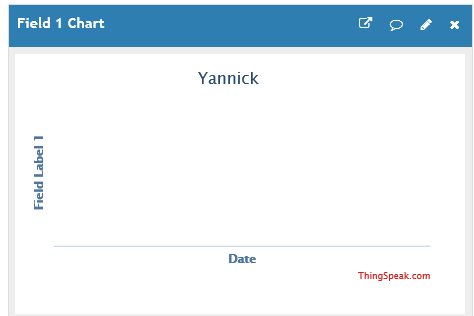 Field 1 Chart
Yannick
Field Label 1
Date
ThingSpeak.com